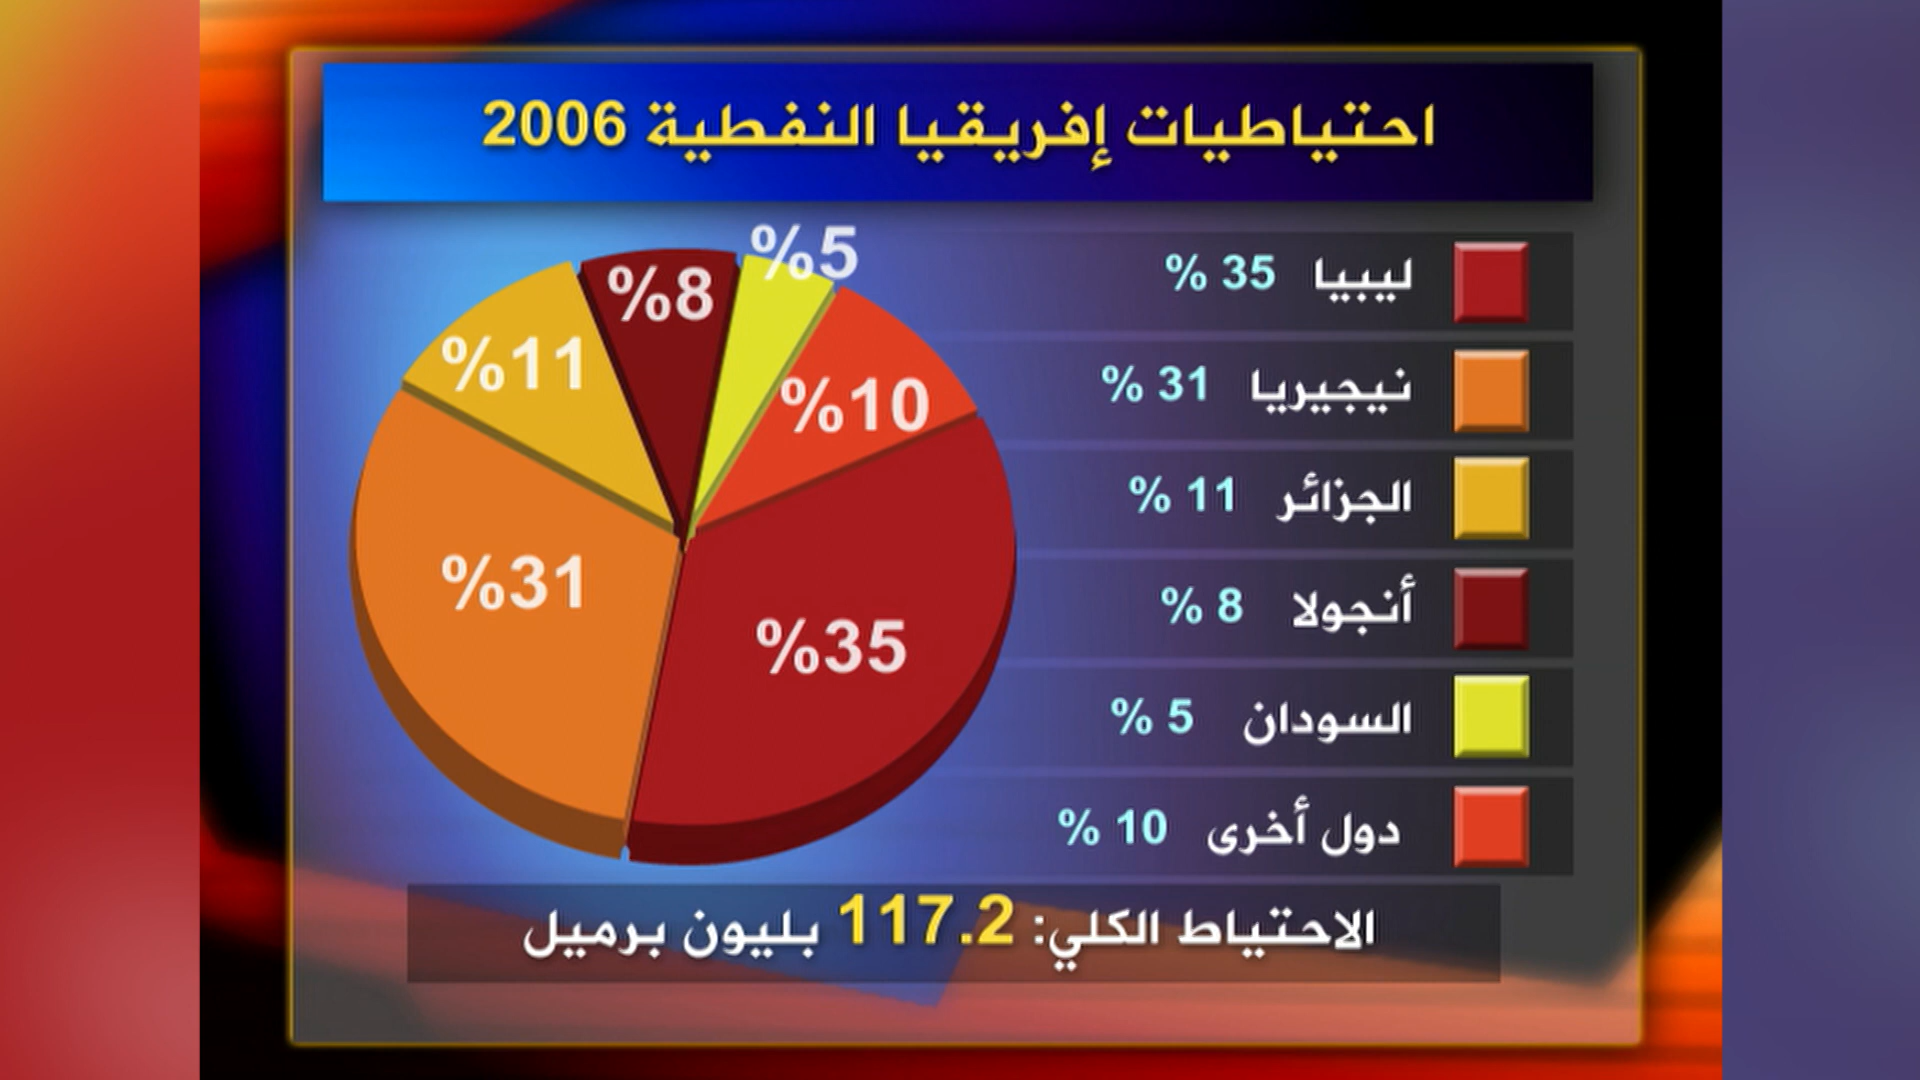 احتياطيات إفريقيا النفطية 2006
ليبيا 35 %
نيجيريا 31 %
الجزائر 11 %
أنجولا 8 %
السودان 5 %
دول أخرى 10 %
%5
%8
%11
%10
%31
%35
الاحتياط الكلي: 117.2 بليون برميل